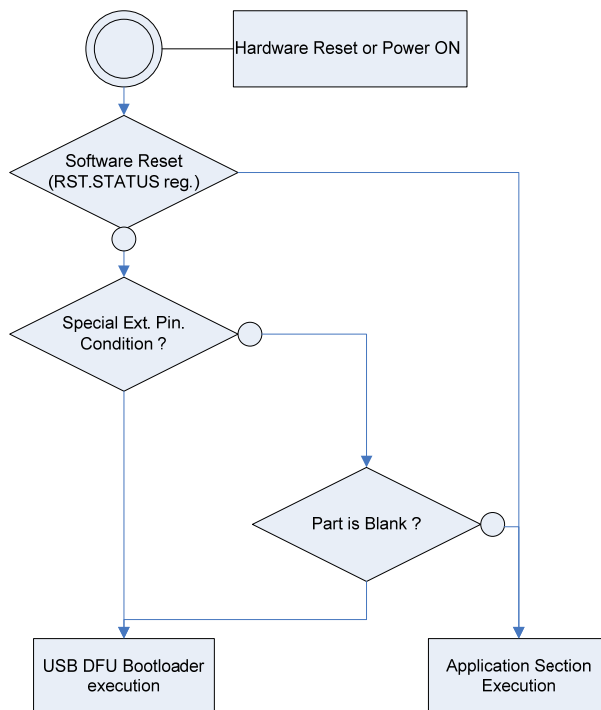 Hardware Reset or Power ON
Software Reset
(RST.STATUS reg.)
Special Ext. Pin.
Condition ?
Part is Blank ?
USB DFU Bootloader
execution
Application Section
Execution